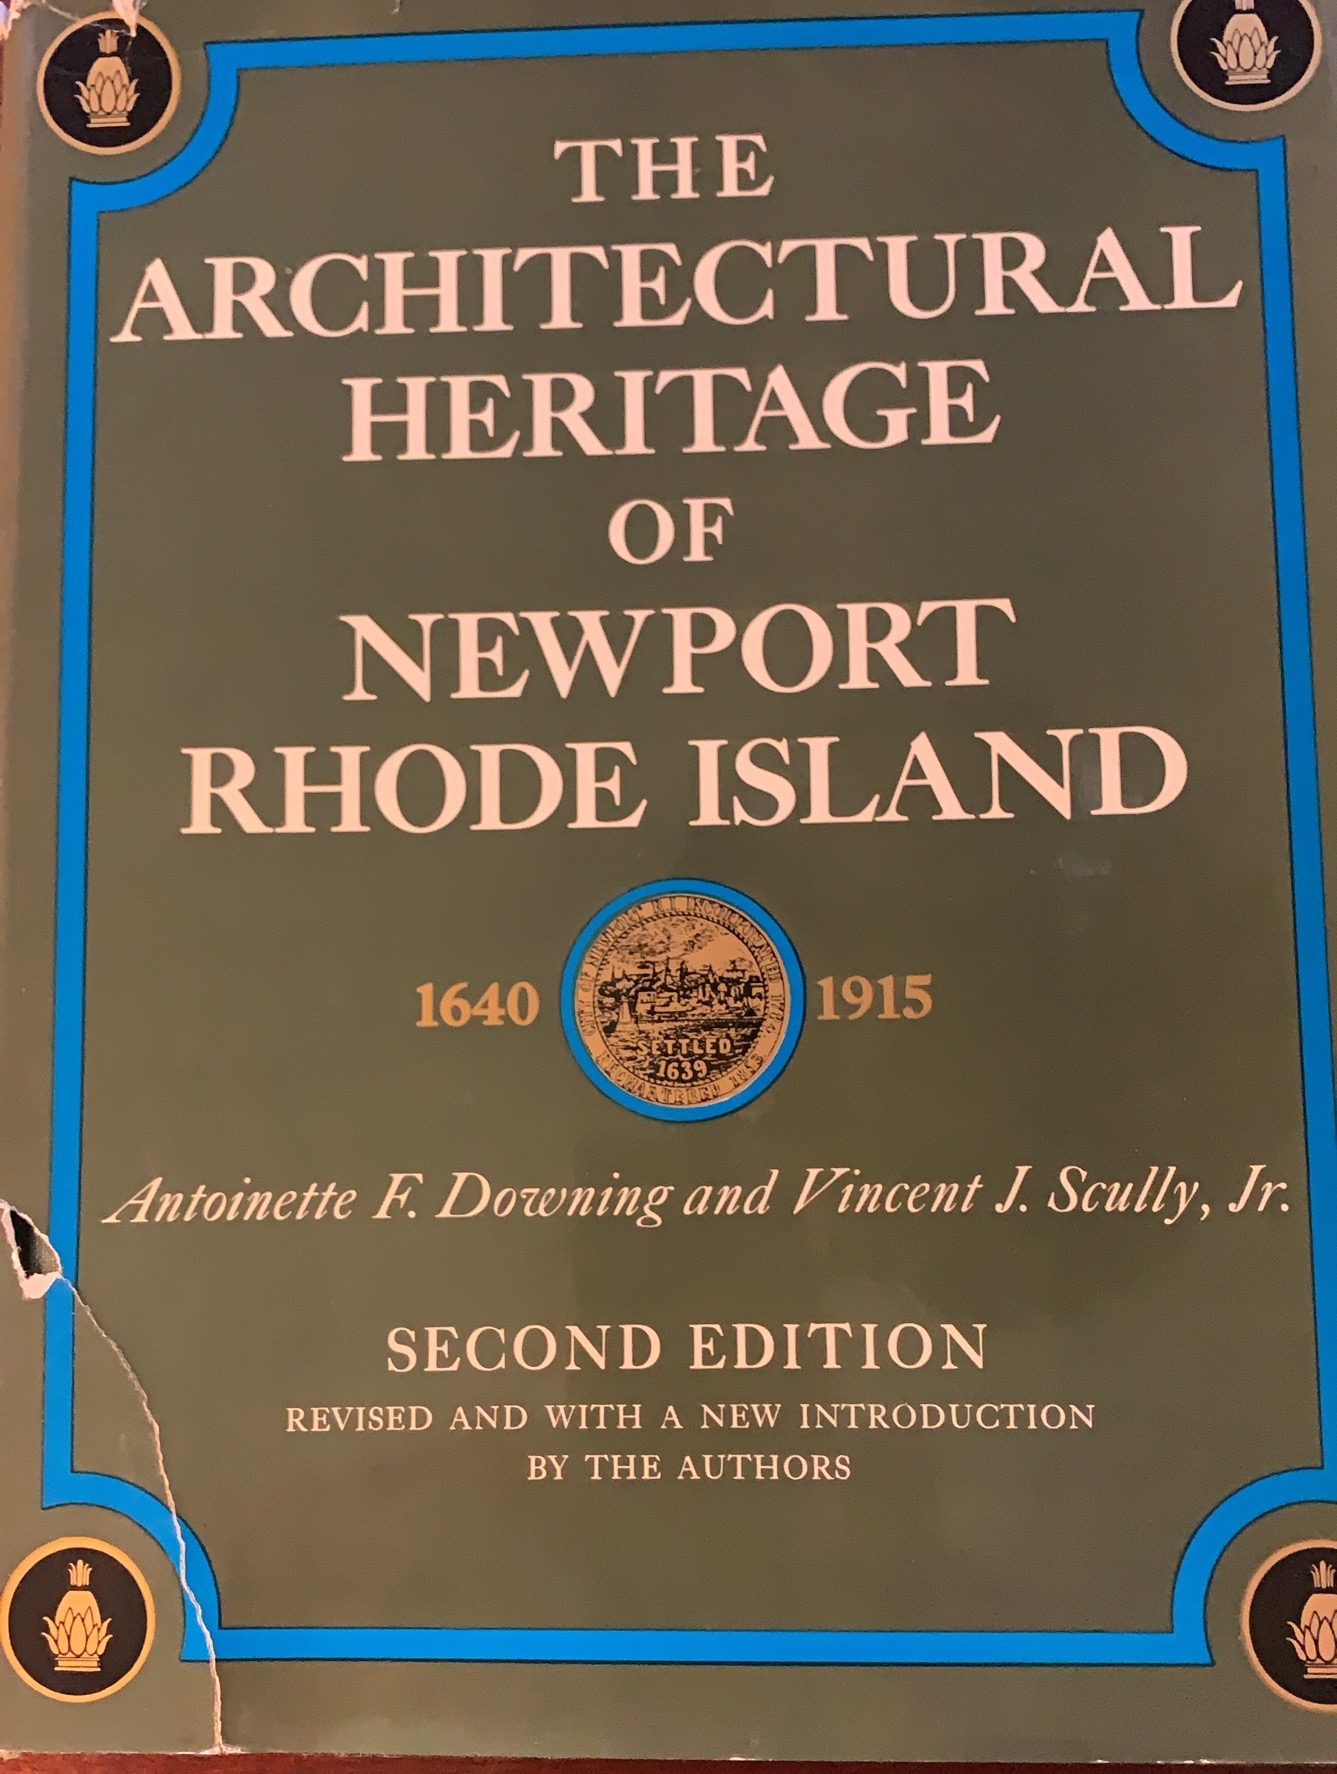 THE
ARCHITECTURAL
HERITAGE
OF
NEWPORT
RHODE ISLAND
1640 1915
SETTLED
1639
Antoinette F. Downing and Vincent J. Scully, Jr.
SECOND EDITION
REVISED AND WITH A NEW INTRODUCTION
BY THE AUTHORS